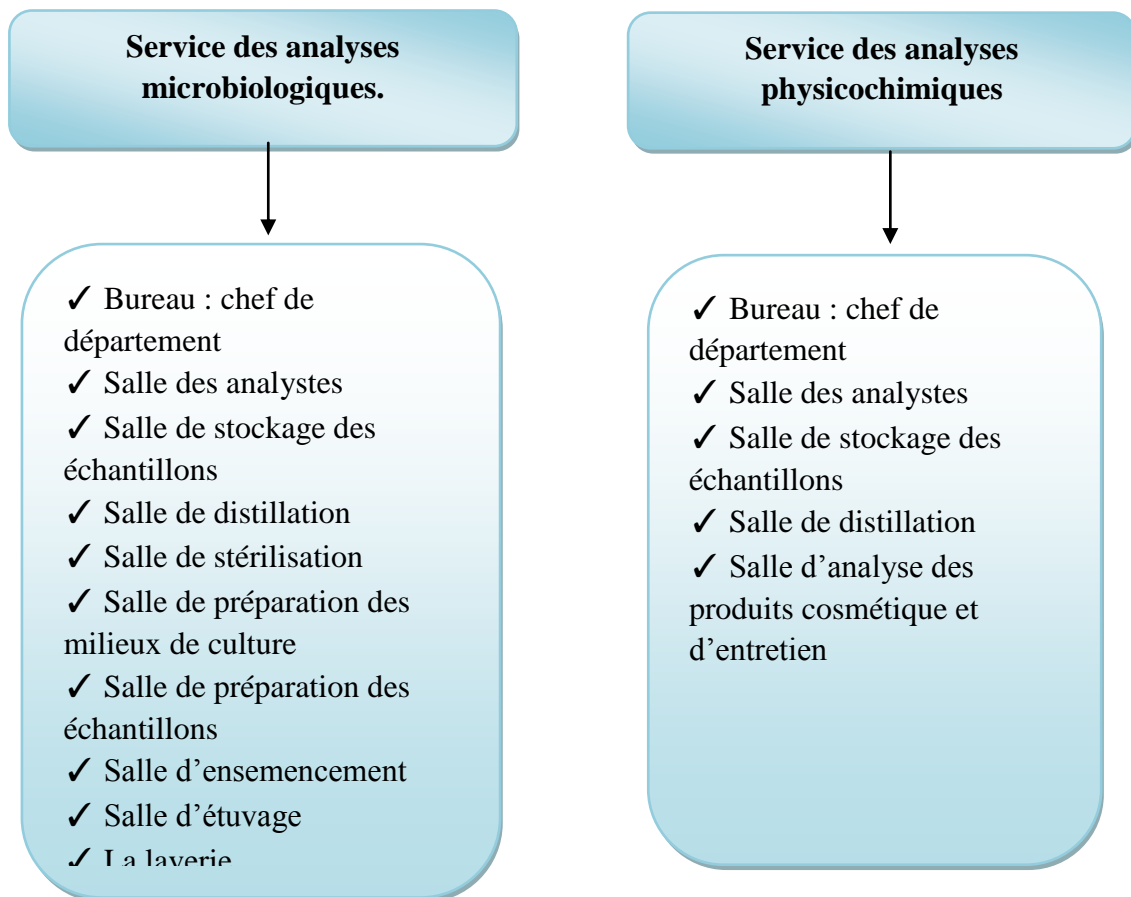 Service des analyses
microbiologiques.
✓ Bureau : chef de
département
✓ Salle des analystes
✓ Salle de stockage des
échantillons
✓ Salle de distillation
✓ Salle de stérilisation
✓ Salle de préparation des
milieux de culture
✓ Salle de préparation des
échantillons
✓ Salle d’ensemencement
✓ Salle d’étuvage
✓ La laverie
Service des analyses
physicochimiques
✓ Bureau : chef de
département
✓ Salle des analystes
✓ Salle de stockage des
échantillons
✓ Salle de distillation
✓ Salle d’analyse des
produits cosmétique et
d’entretien